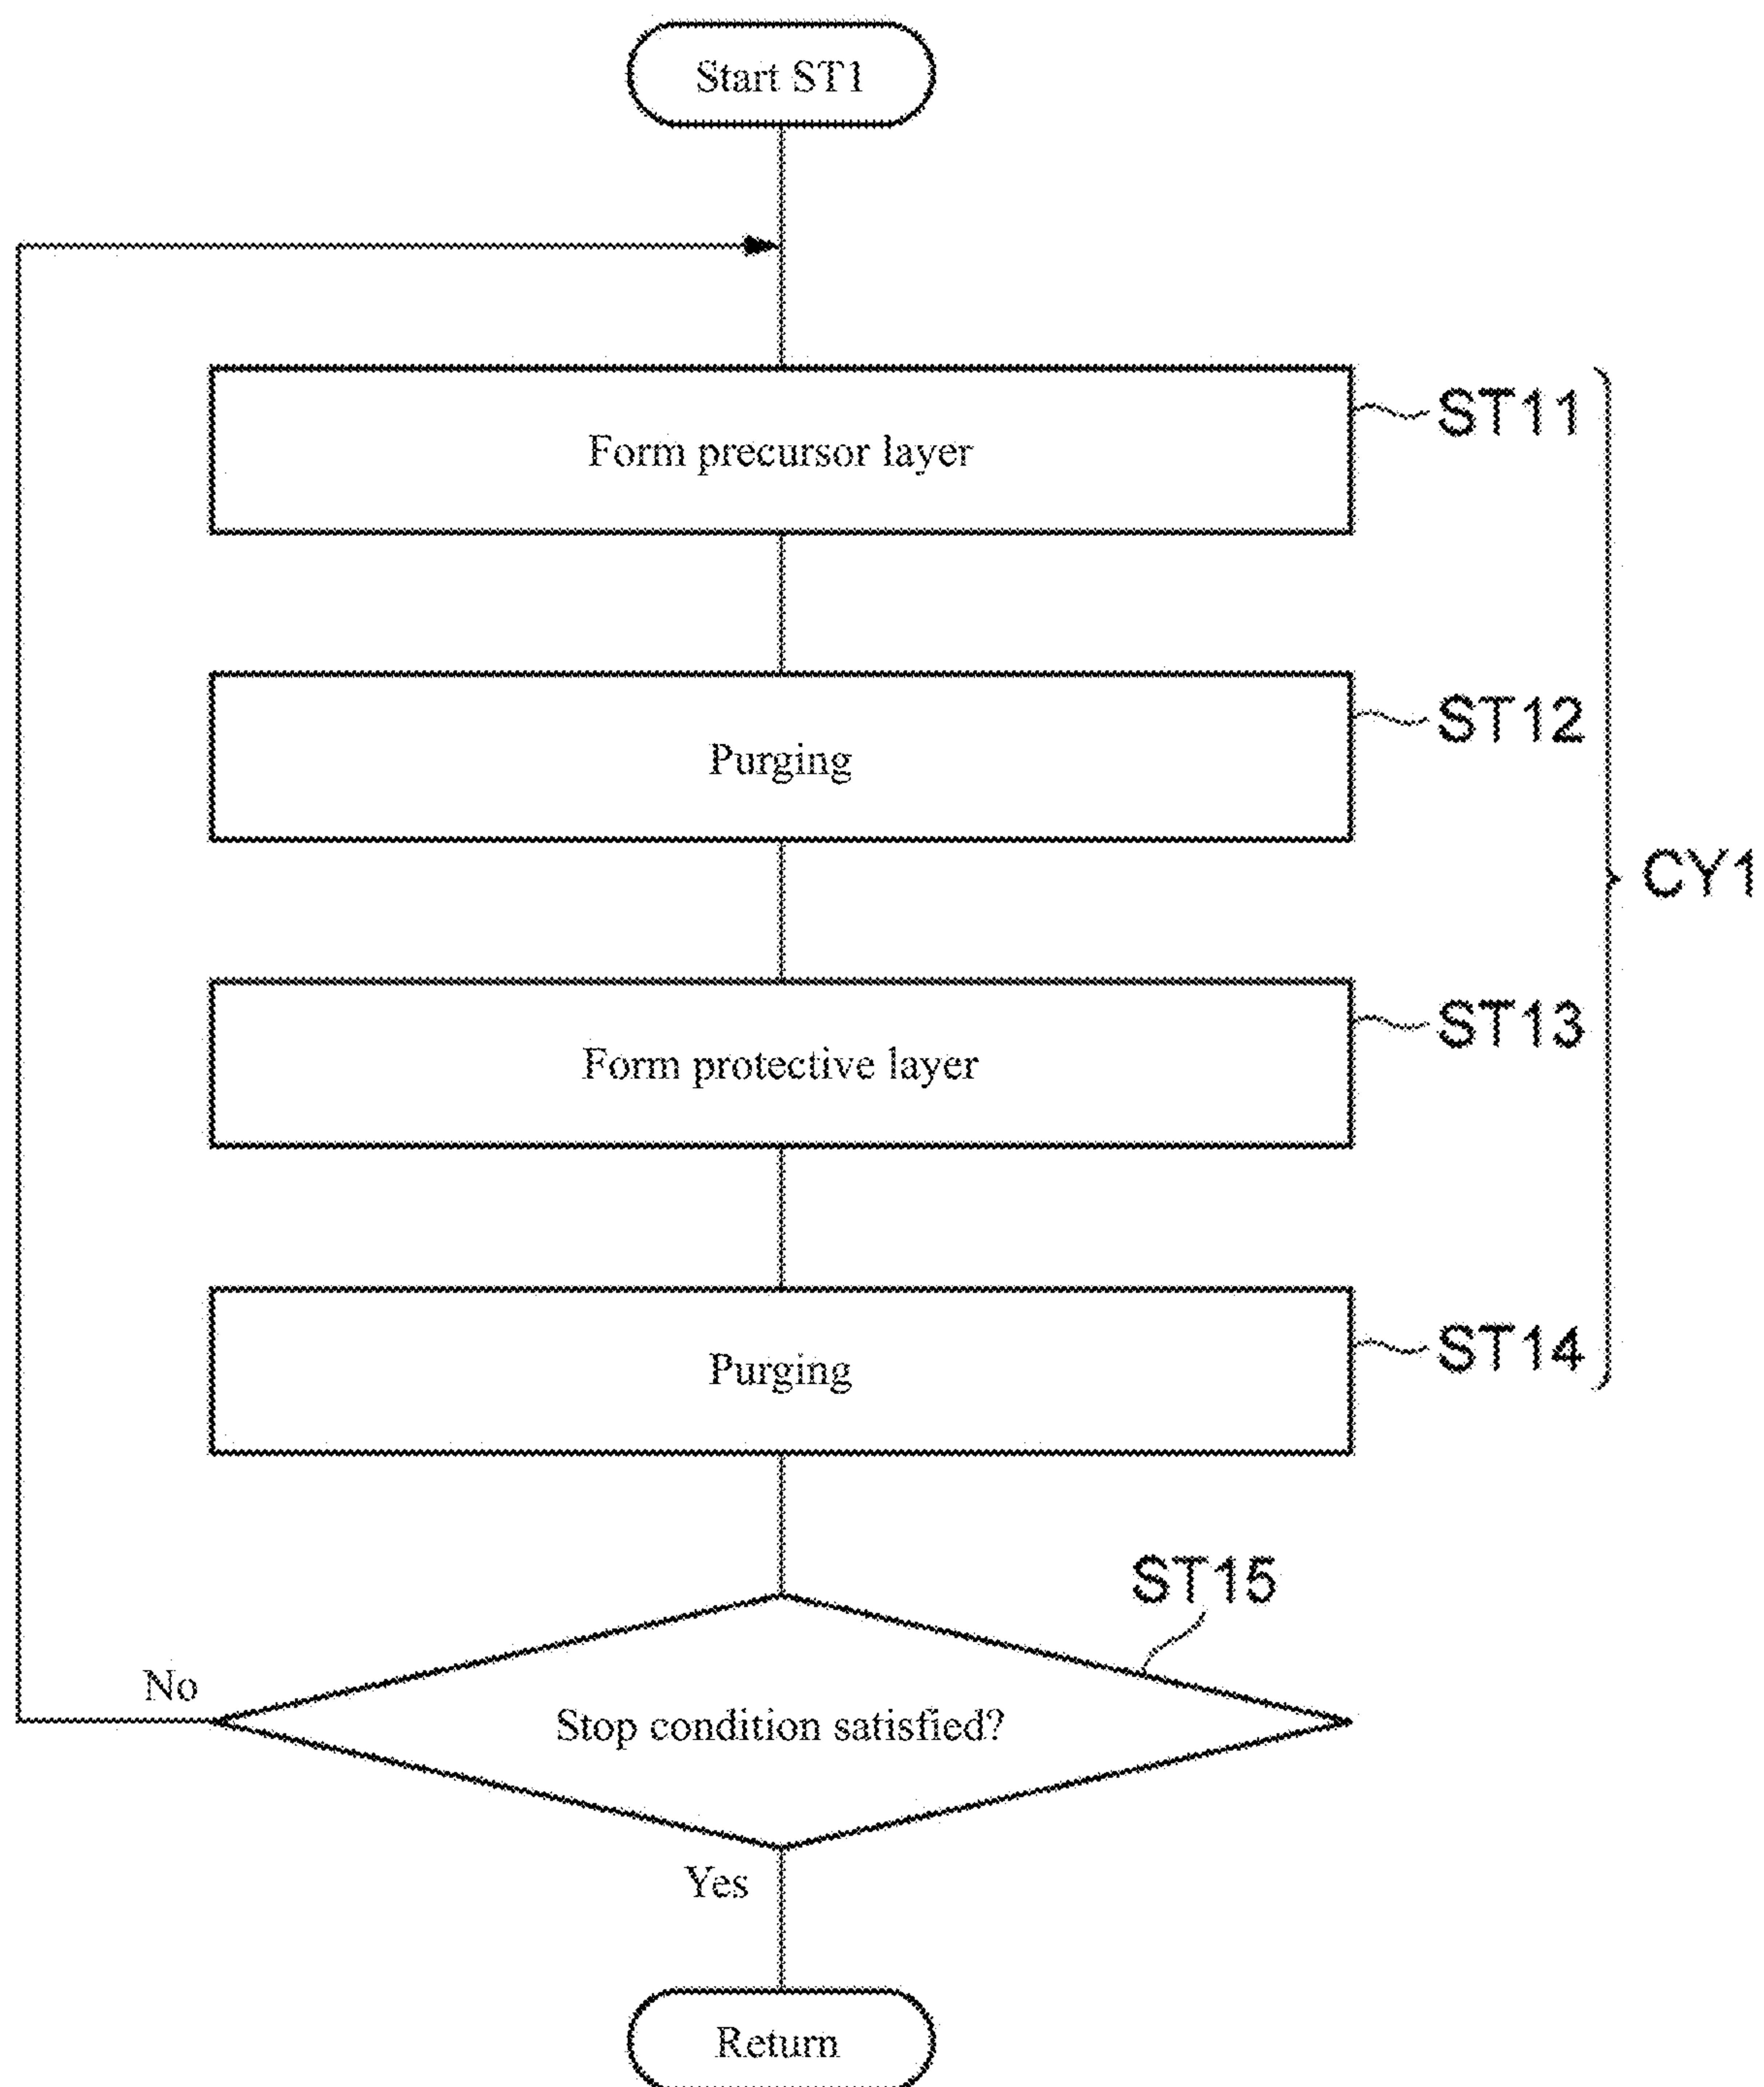 Start ST1
Form precursor layer
ST11
Purging
ST12
CY1
Form protective layer
ST13
Purging
ST14
ST15
No
Stop condition satisfied?
Yes
Return